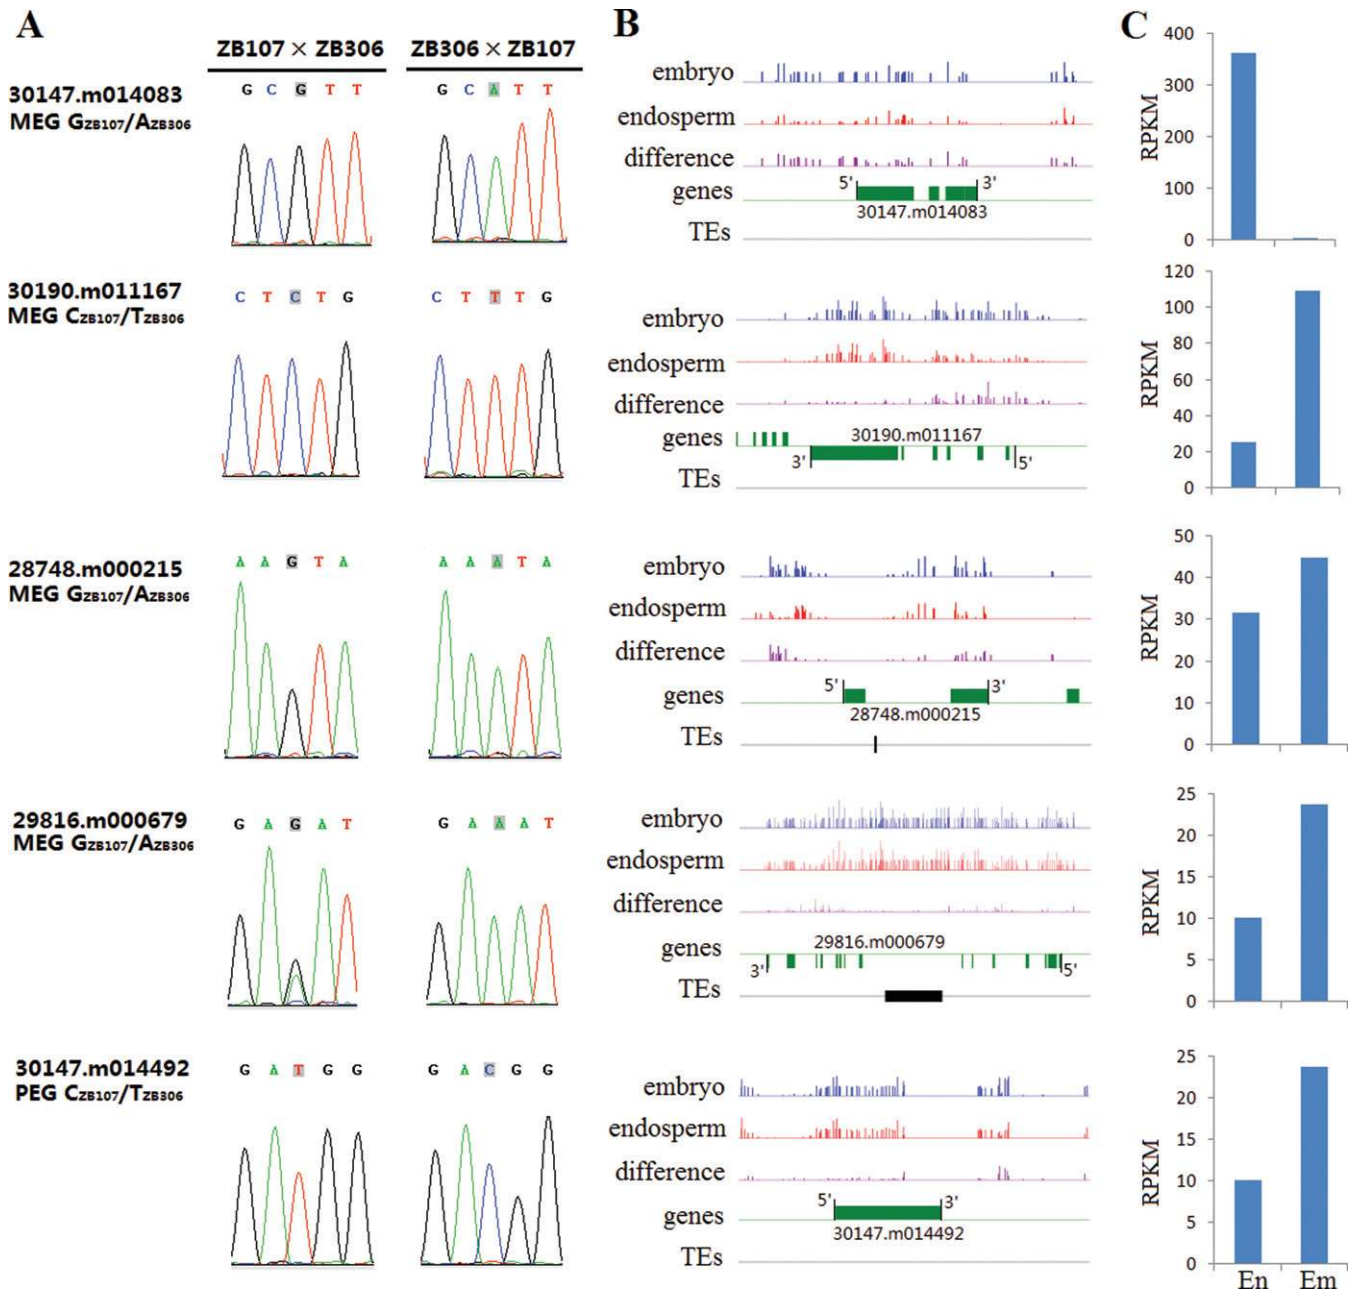 A
ZB107 × ZB306
ZB306 × ZB107
30147.m014083
MEG GZB107/AZB306
G C G T T
G C A T T
30190.m011167
MEG CZB107/TZB306
C T C T G
C T T T G
28748.m000215
MEG GZB107/AZB306
A A G T A
A A A T A
29816.m000679
MEG GZB107/AZB306
G A G A T
G A A A T
30147.m014492
PEG CZB107/TZB306
G A T G G
G A C G G
B
embryo
endosperm
difference
5' 3'
genes
30147.m014083
TEs
embryo
endosperm
difference
genes 30190.m011167
3' 5'
TEs
embryo
endosperm
difference
5' 3'
genes
28748.m000215
TEs
embryo
endosperm
difference
genes 29816.m000679
3' 5'
TEs
embryo
endosperm
difference
5' 3'
genes
30147.m014492
TEs
C
RPKM
400
300
200
100
0
RPKM
120
100
80
60
40
20
0
RPKM
50
40
30
20
10
0
RPKM
25
20
15
10
5
0
RPKM
25
20
15
10
5
0
En Em